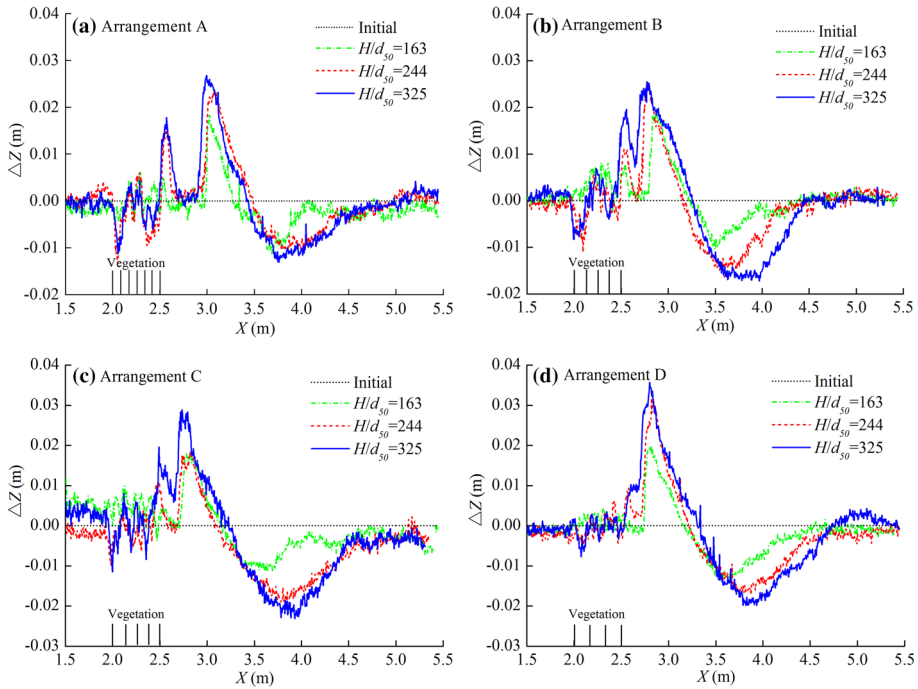 (a) Arrangement A
Initial
H/d50=163
H/d50=244
H/d50=325
Vegetation
△Z (m)
0.04
0.03
0.02
0.01
0.00
-0.01
-0.02
1.5 2.0 2.5 3.0 3.5 4.0 4.5 5.0 5.5
X (m)
(b) Arrangement B
Initial
H/d50=163
H/d50=244
H/d50=325
Vegetation
△Z (m)
0.04
0.03
0.02
0.01
0.00
-0.01
-0.02
1.5 2.0 2.5 3.0 3.5 4.0 4.5 5.0 5.5
X (m)
(c) Arrangement C
Initial
H/d50=163
H/d50=244
H/d50=325
Vegetation
△Z (m)
0.04
0.03
0.02
0.01
0.00
-0.01
-0.02
-0.03
1.5 2.0 2.5 3.0 3.5 4.0 4.5 5.0 5.5
X (m)
(d) Arrangement D
Initial
H/d50=163
H/d50=244
H/d50=325
Vegetation
△Z (m)
0.04
0.03
0.02
0.01
0.00
-0.01
-0.02
-0.03
1.5 2.0 2.5 3.0 3.5 4.0 4.5 5.0 5.5
X (m)